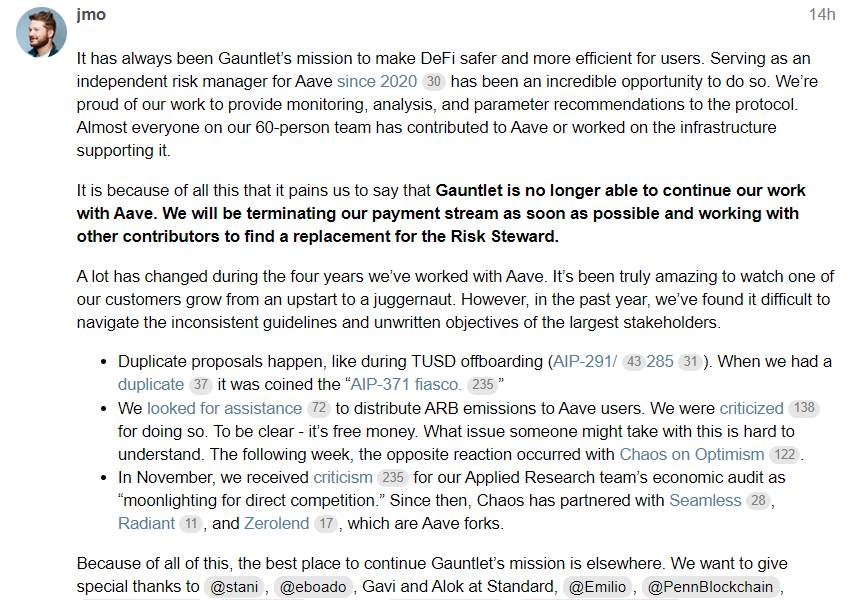 jmo
14h
It has always been Gauntlet's mission to make DeFi safer and more efficient for users. Serving as an
independent risk manager for Aave since 2020 30 has been an incredible opportunity to do so. We're
proud of our work to provide monitoring, analysis, and parameter recommendations to the protocol.
Almost everyone on our 60-person team has contributed to Aave or worked on the infrastructure
supporting it.
It is because of all this that it pains us to say that Gauntlet is no longer able to continue our work
with Aave. We will be terminating our payment stream as soon as possible and working with
other contributors to find a replacement for the Risk Steward.
A lot has changed during the four years we've worked with Aave. It's been truly amazing to watch one of
our customers grow from an upstart to a juggernaut. However, in the past year, we've found it difficult to
navigate the inconsistent guidelines and unwritten objectives of the largest stakeholders.
• Duplicate proposals happen, like during TUSD offboarding (AIP-291/ 43 285 31 ). When we had a
duplicate 37 it was coined the “AIP-371 fiasco. 235 ”
• We looked for assistance 72 to distribute ARB emissions to Aave users. We were criticized 138
for doing so. To be clear - it's free money. What issue someone might take with this is hard to
understand. The following week, the opposite reaction occurred with Chaos on Optimism 122 .
• In November, we received criticism 235 for our Applied Research team's economic audit as
“moonlighting for direct competition.” Since then, Chaos has partnered with Seamless 28 ,
Radiant 11 , and Zerolend 17 , which are Aave forks.
Because of all of this, the best place to continue Gauntlet's mission is elsewhere. We want to give
special thanks to @stani , @eboado , Gavi and Alok at Standard, @Emilio , @PennBlockchain ,